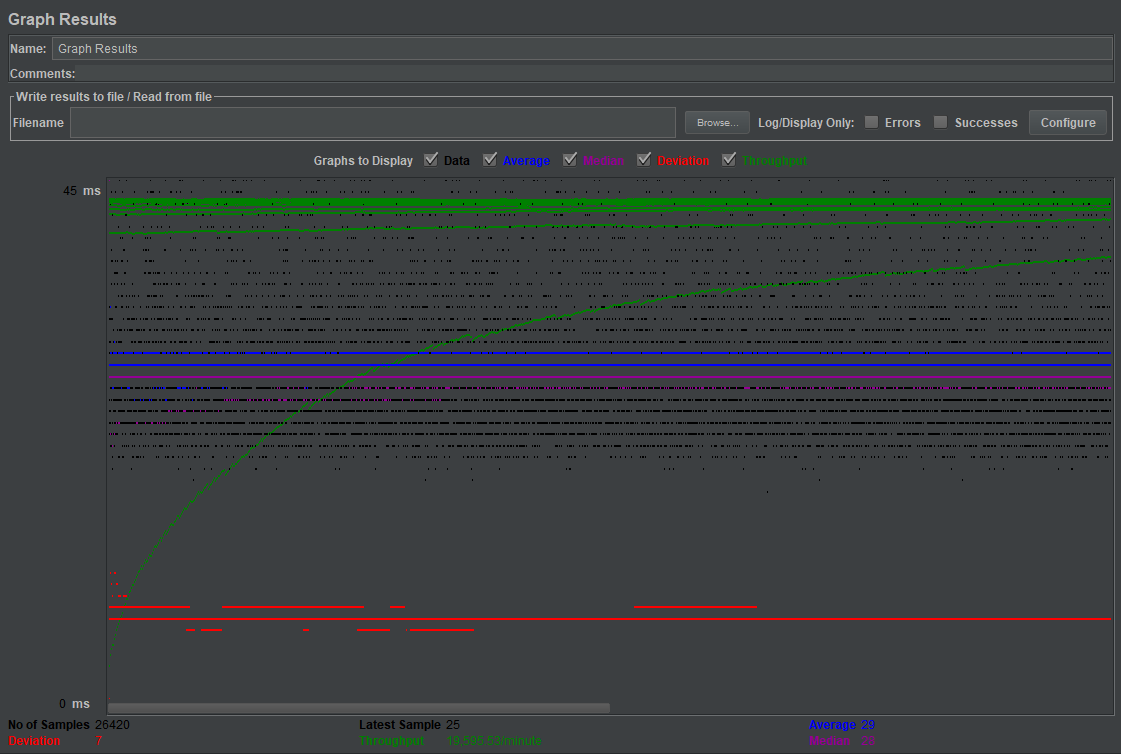 Graph Results
Name: Graph Results
Comments:
Write results to file / Read from file
Filename Browse... Log/Display Only: Errors Successes Configure
Graphs to Display Data Average Median Deviation Throughput
45 ms
0 ms
No of Samples 26420 Latest Sample 25 Average 29
Deviation 7 Throughput 19,595.53/minute Median